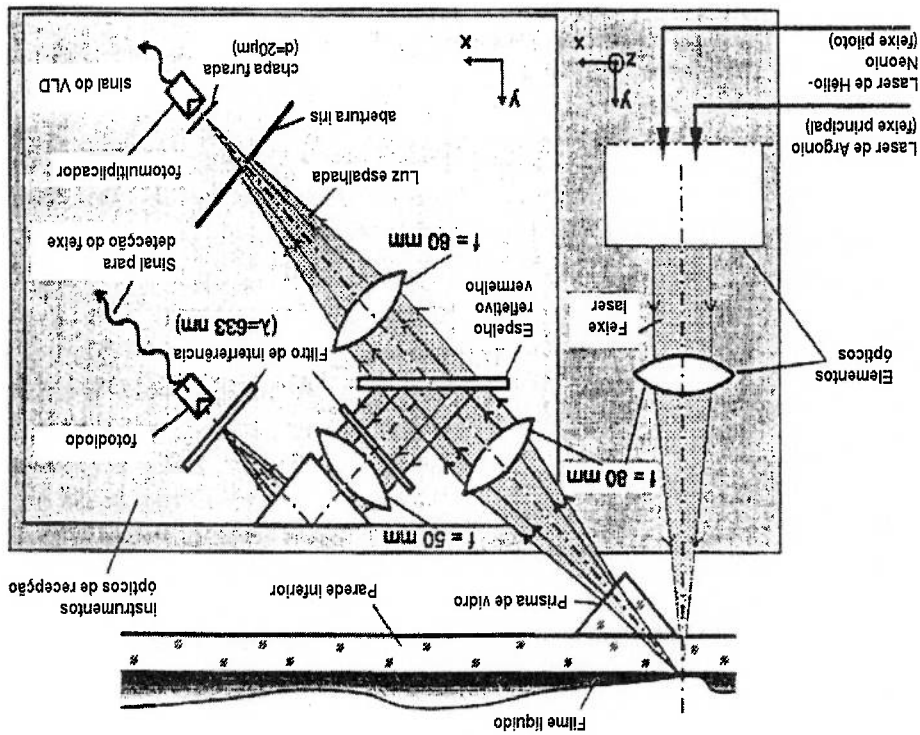 Filme líquido
Parede inferior
Prisma de vidro
instrumentos
ópticos de recepção
f = 50 mm
f = 80 mm
Elementos
ópticos
Feixe
laser
Espelho
refletivo
vermelho
f = 80 mm
fotodiodo
Filtro de interferência
(λ=633 nm)
Sinal para
detecção do feixe
Luz espalhada
abertura iris
fotomultiplicador
chapa furada
(d=20μm)
sinal do VLD
Laser de Argonio
(feixe principal)
Laser de Hélio-
Neonio
(feixe piloto)
y
x
y
z
x